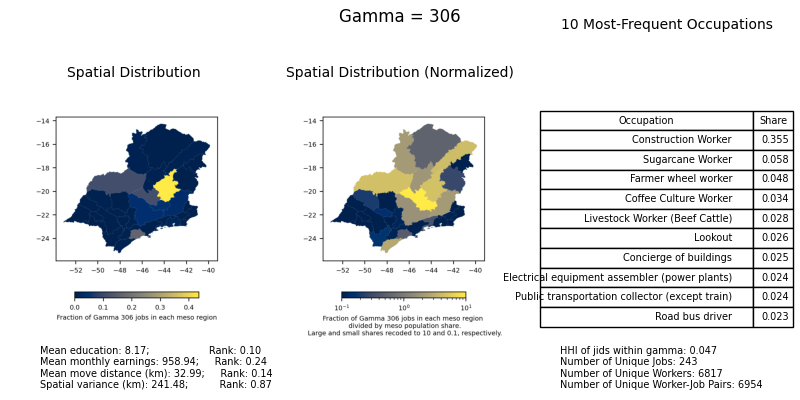 Gamma = 306
10 Most-Frequent Occupations
Spatial Distribution
Spatial Distribution (Normalized)
−14
−16
−18
−20
−22
−24
−52 −50 −48 −46 −44 −42 −40
0.0 0.1 0.2 0.3 0.4
Fraction of Gamma 306 jobs in each meso region
−14
−16
−18
−20
−22
−24
−52 −50 −48 −46 −44 −42 −40
10⁻¹ 10⁰ 10¹
Fraction of Gamma 306 jobs in each meso region
divided by meso population share.
Large and small shares recoded to 10 and 0.1, respectively.
Occupation Share
Construction Worker 0.355
Sugarcane Worker 0.058
Farmer wheel worker 0.048
Coffee Culture Worker 0.034
Livestock Worker (Beef Cattle) 0.028
Lookout 0.026
Concierge of buildings 0.025
Electrical equipment assembler (power plants) 0.024
Public transportation collector (except train) 0.024
Road bus driver 0.023
Mean education: 8.17; Rank: 0.10
Mean monthly earnings: 958.94; Rank: 0.24
Mean move distance (km): 32.99; Rank: 0.14
Spatial variance (km): 241.48; Rank: 0.87
HHI of jids within gamma: 0.047
Number of Unique Jobs: 243
Number of Unique Workers: 6817
Number of Unique Worker-Job Pairs: 6954